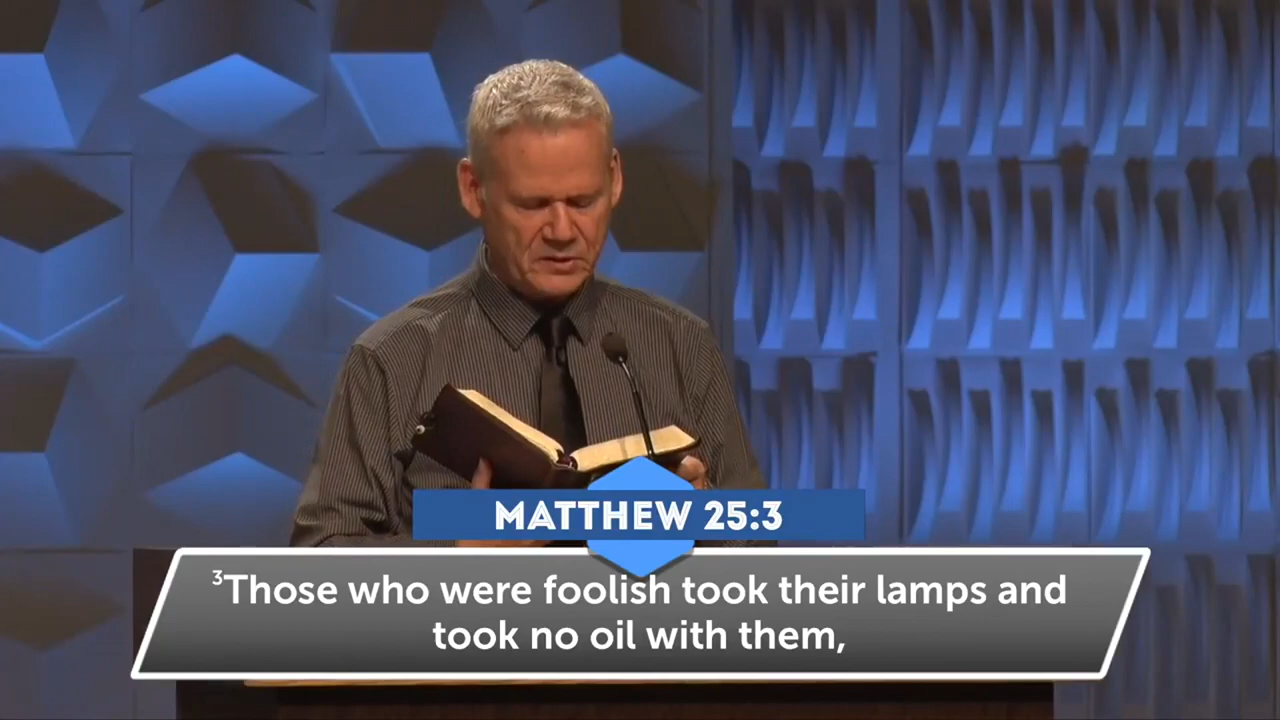 MATTHEW 25:3
³Those who were foolish took their lamps and
took no oil with them,